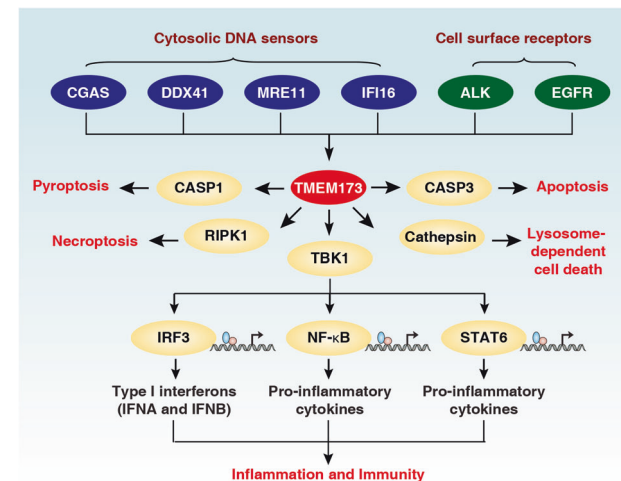 Cytosolic DNA sensors
Cell surface receptors
CGAS
DDX41
MRE11
IFI16
ALK
EGFR
Pyroptosis
CASP1
TMEM173
CASP3
Apoptosis
Necroptosis
RIPK1
TBK1
Cathepsin
Lysosome-
dependent
cell death
IRF3
NF-κB
STAT6
Type I interferons
(IFNA and IFNB)
Pro-inflammatory
cytokines
Pro-inflammatory
cytokines
Inflammation and Immunity